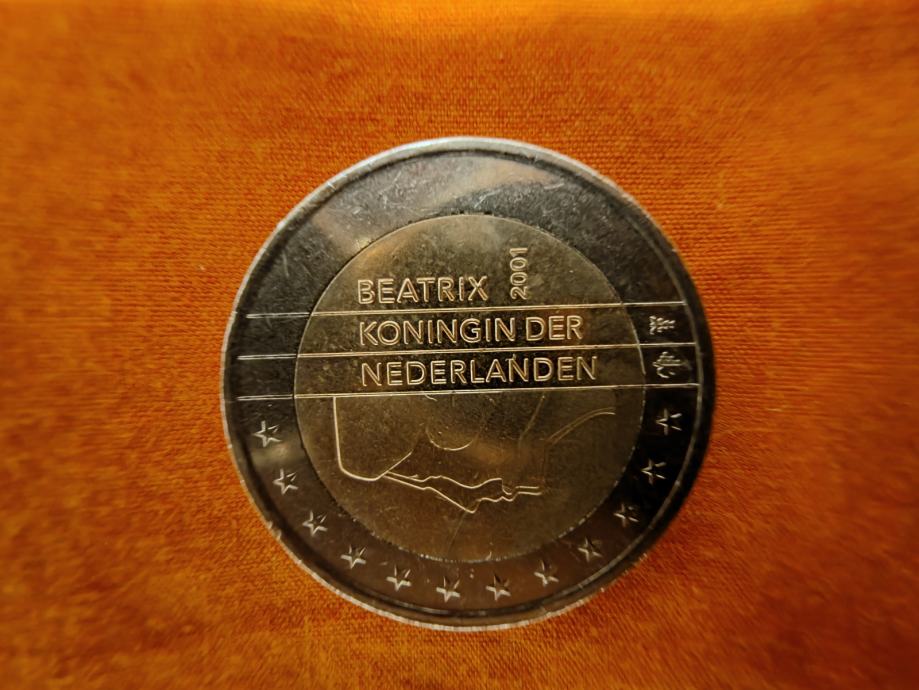 BEATRIX 2001
KONINGIN DER
NEDERLANDEN